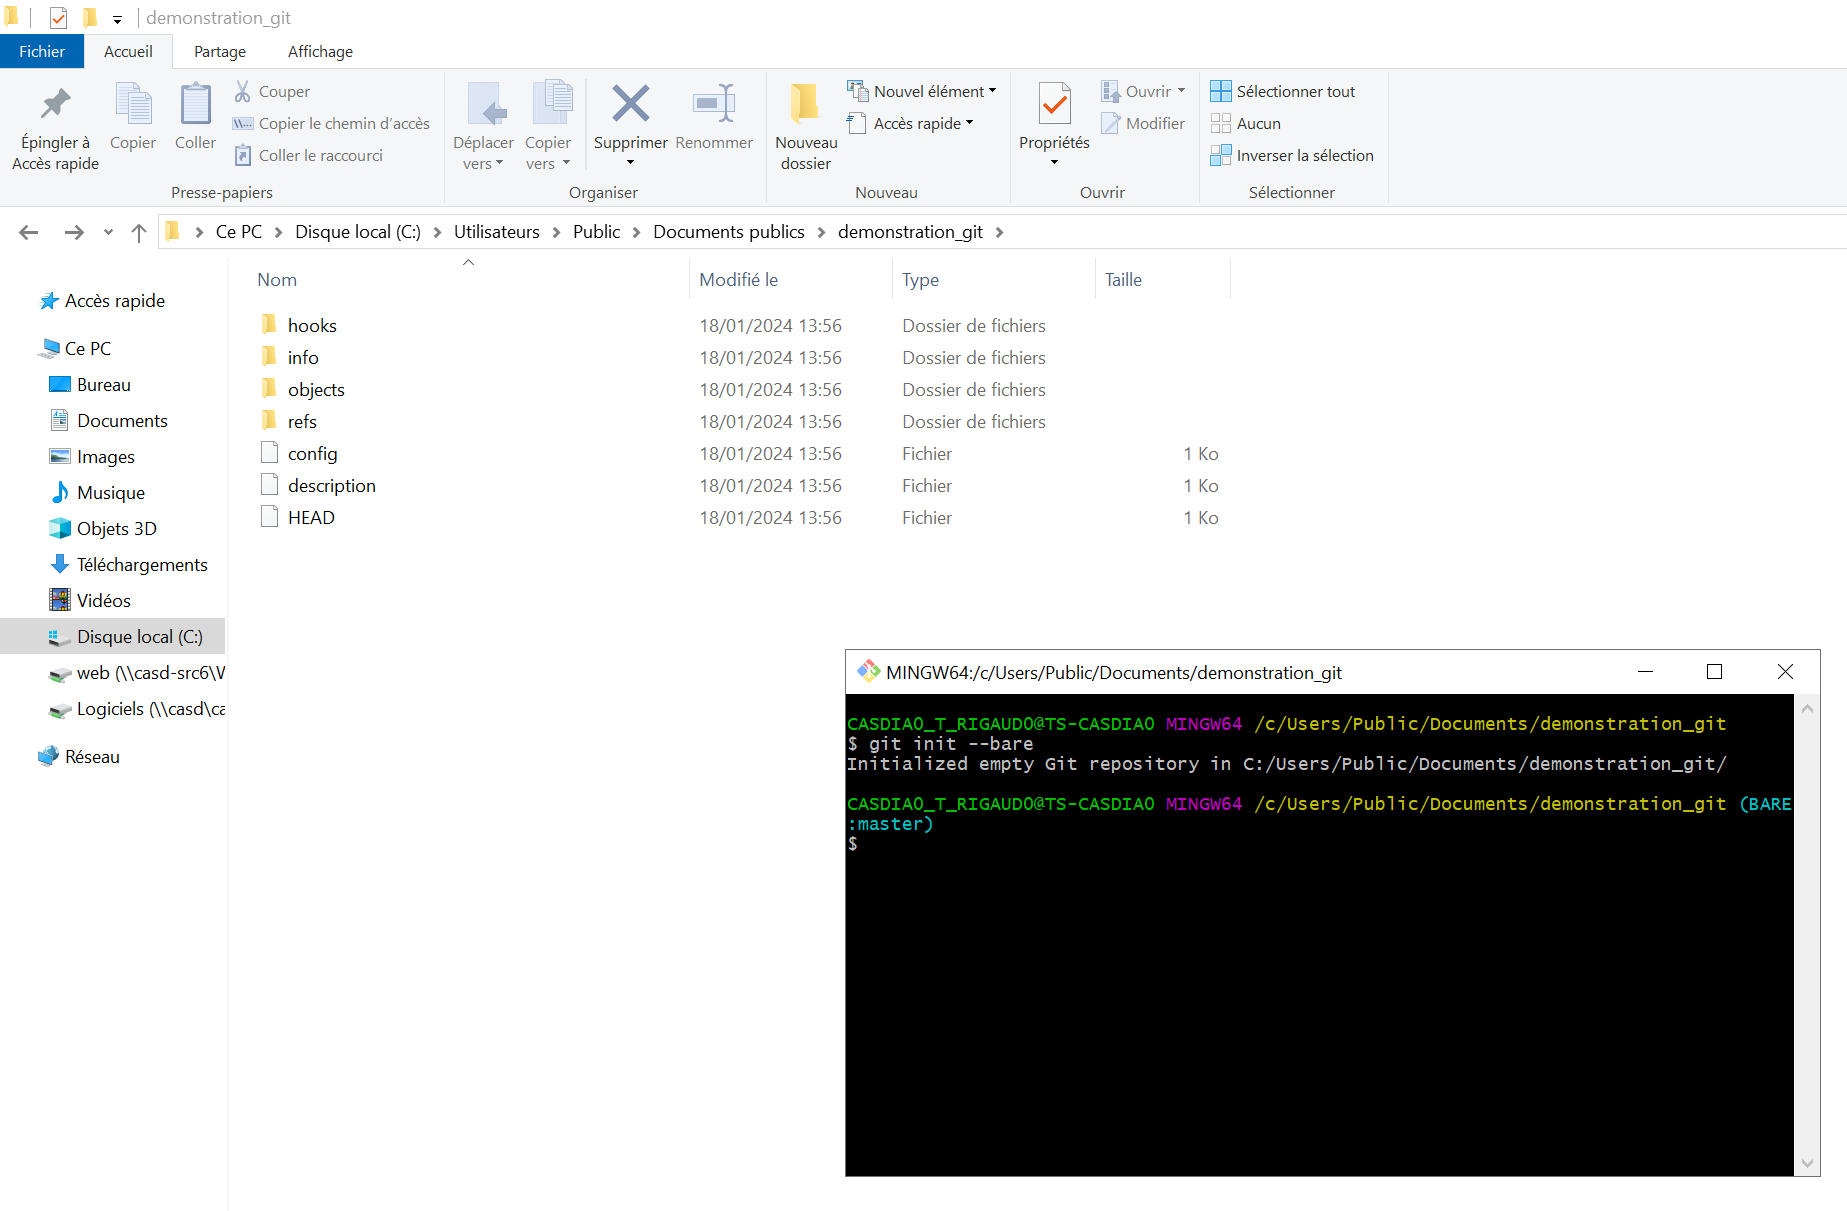 demonstration_git
Fichier Accueil Partage Affichage
Épingler à Accès rapide
Copier
Coller
Couper
Copier le chemin d'accès
Coller le raccourci
Presse-papiers
Déplacer vers
Copier vers
Supprimer
Renommer
Organiser
Nouveau dossier
Nouvel élément
Accès rapide
Nouveau
Propriétés
Ouvrir
Modifier
Ouvrir
Sélectionner tout
Aucun
Inverser la sélection
Sélectionner
Ce PC > Disque local (C:) > Utilisateurs > Public > Documents publics > demonstration_git >
Accès rapide
Ce PC
Bureau
Documents
Images
Musique
Objets 3D
Téléchargements
Vidéos
Disque local (C:)
web (\\casd-src6\V
Logiciels (\\casd\ca
Réseau
Nom Modifié le Type Taille
hooks 18/01/2024 13:56 Dossier de fichiers
info 18/01/2024 13:56 Dossier de fichiers
objects 18/01/2024 13:56 Dossier de fichiers
refs 18/01/2024 13:56 Dossier de fichiers
config 18/01/2024 13:56 Fichier 1 Ko
description 18/01/2024 13:56 Fichier 1 Ko
HEAD 18/01/2024 13:56 Fichier 1 Ko
MINGW64:/c/Users/Public/Documents/demonstration_git
CASDIAO_T_RIGAUDO@TS-CASDIAO MINGW64 /c/Users/Public/Documents/demonstration_git
$ git init --bare
Initialized empty Git repository in C:/Users/Public/Documents/demonstration_git/
CASDIAO_T_RIGAUDO@TS-CASDIAO MINGW64 /c/Users/Public/Documents/demonstration_git (BARE
:master)
$